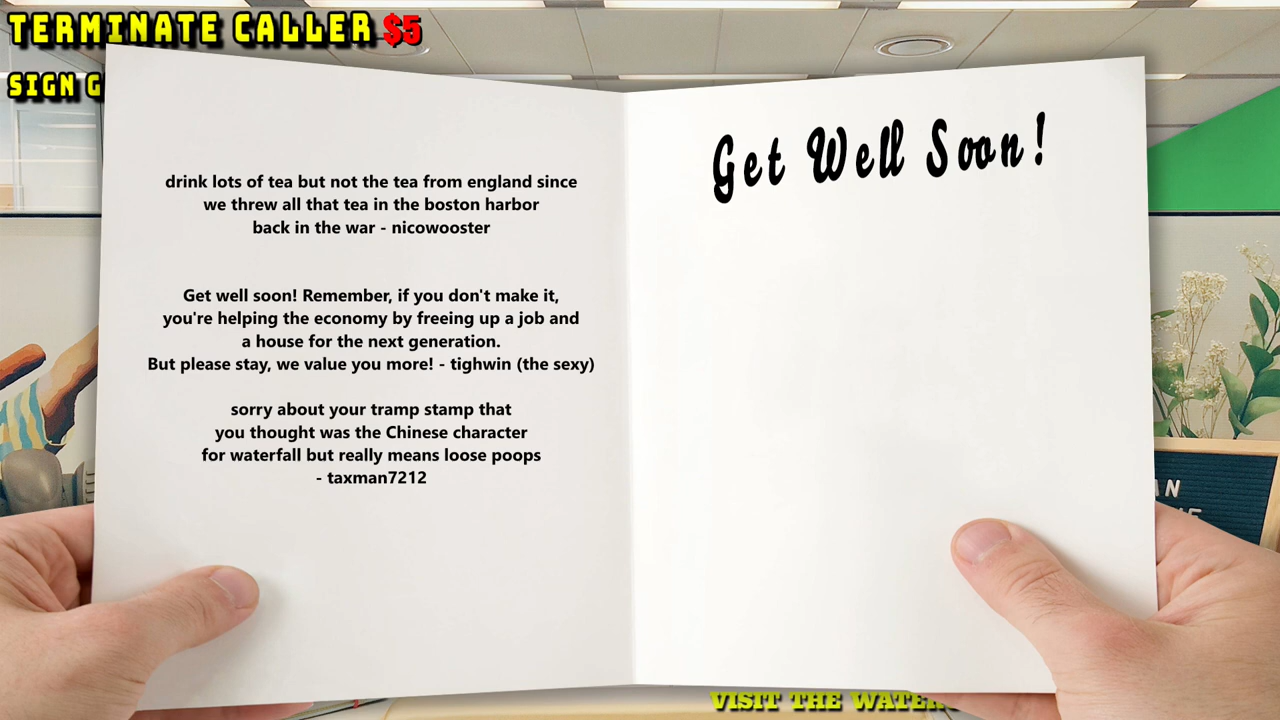 TERMINATE CALLER $5
SIGN G
Get Well Soon!
drink lots of tea but not the tea from england since
we threw all that tea in the boston harbor
back in the war - nicowooster
Get well soon! Remember, if you don't make it,
you're helping the economy by freeing up a job and
a house for the next generation.
But please stay, we value you more! - tighwin (the sexy)
sorry about your tramp stamp that
you thought was the Chinese character
for waterfall but really means loose poops
- taxman7212
VISIT THE